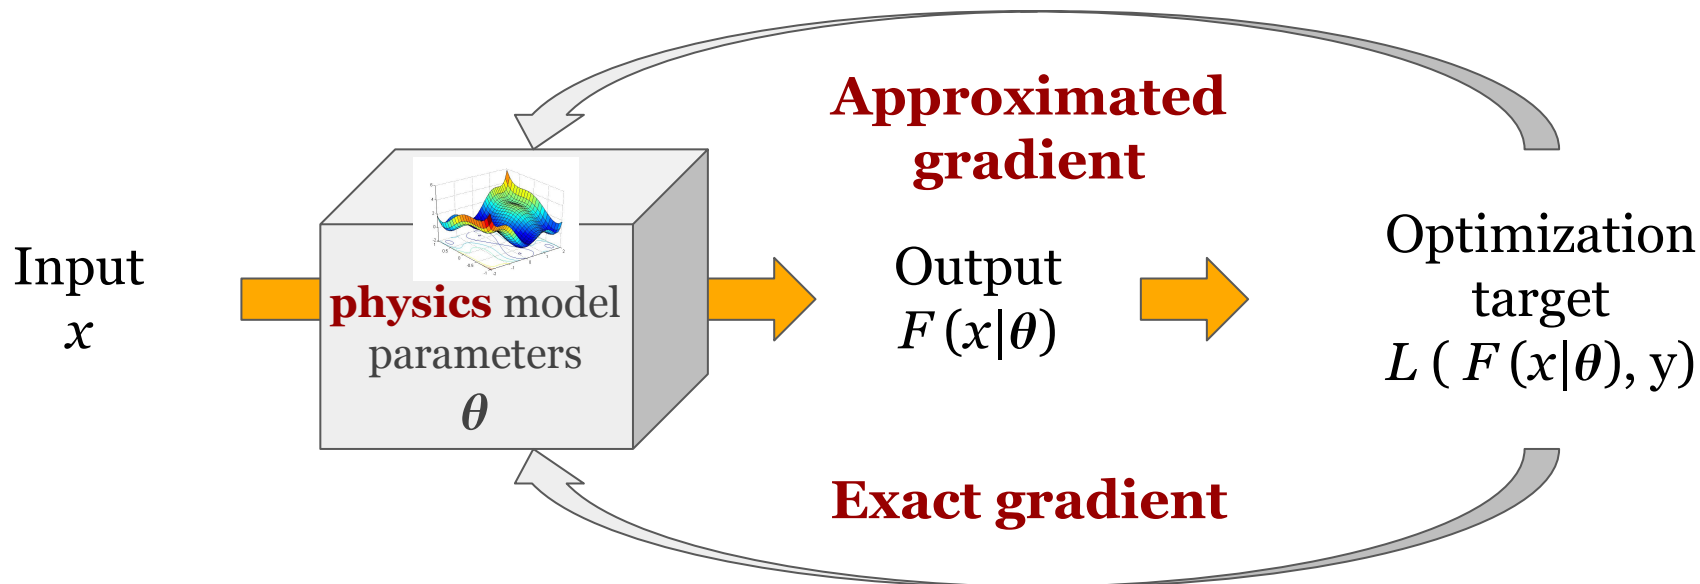 Approximated
gradient
Input
x
physics model
parameters
θ
Output
F (x|θ)
Optimization
target
L ( F (x|θ), y)
Exact gradient